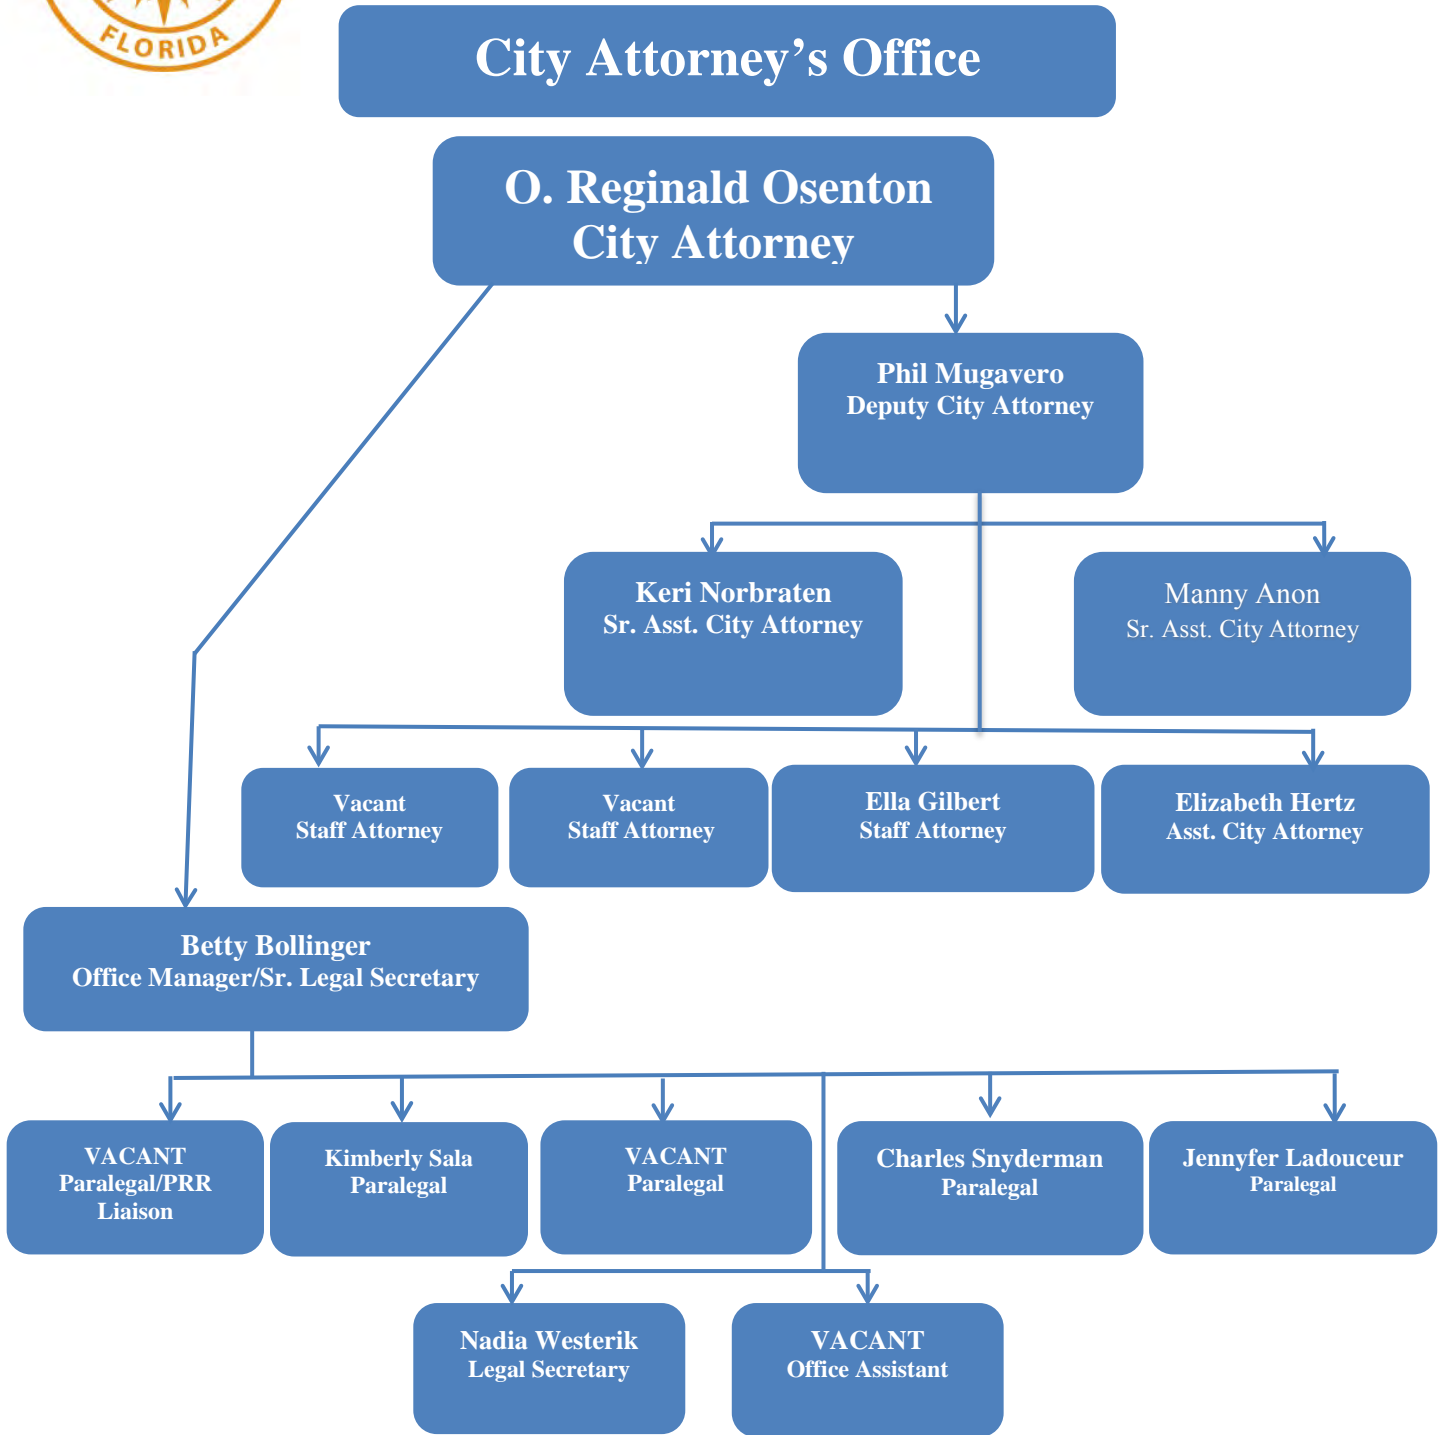 FLORIDA
City Attorney's Office
O. Reginald Osenton
City Attorney
Phil Mugavero
Deputy City Attorney
Keri Norbraten
Sr. Asst. City Attorney
Manny Anon
Sr. Asst. City Attorney
Vacant
Staff Attorney
Vacant
Staff Attorney
Ella Gilbert
Staff Attorney
Elizabeth Hertz
Asst. City Attorney
Betty Bollinger
Office Manager/Sr. Legal Secretary
VACANT
Paralegal/PRR
Liaison
Kimberly Sala
Paralegal
VACANT
Paralegal
Charles Snyderman
Paralegal
Jennyfer Ladouceur
Paralegal
Nadia Westerik
Legal Secretary
VACANT
Office Assistant